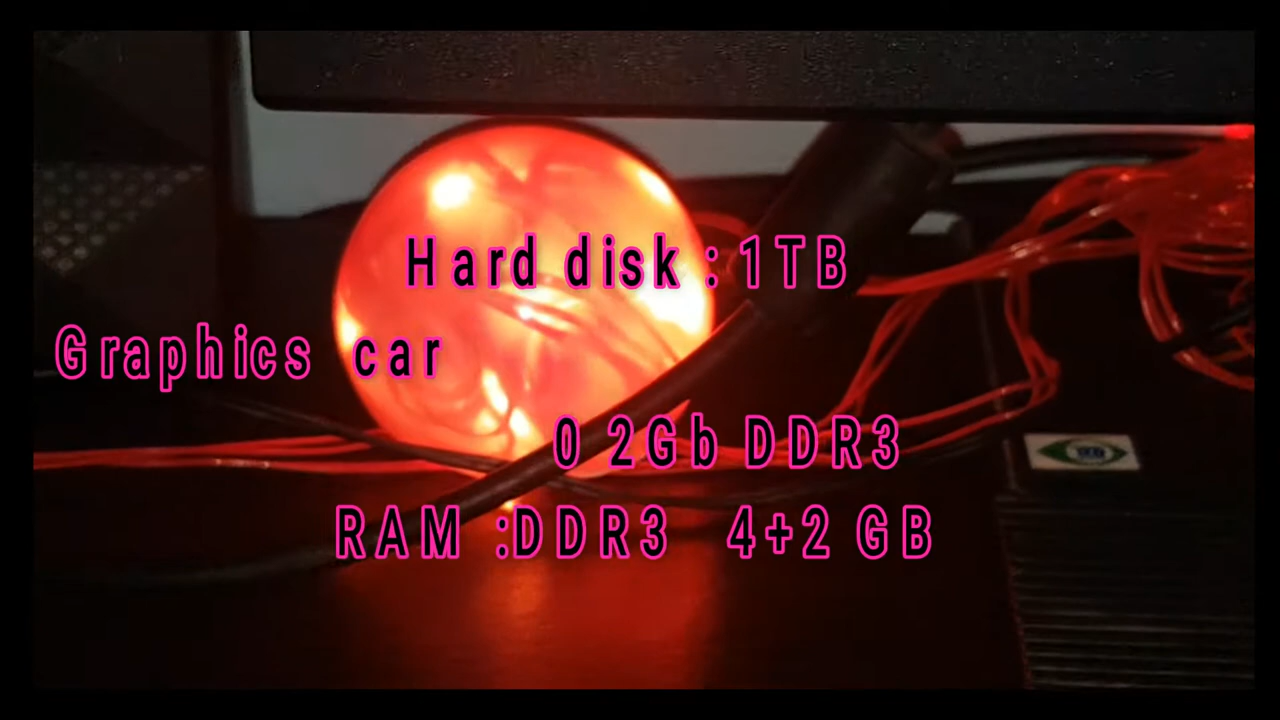 Hard disk : 1TB
Graphics car
0 2Gb DDR3
RAM :DDR3 4+2 GB